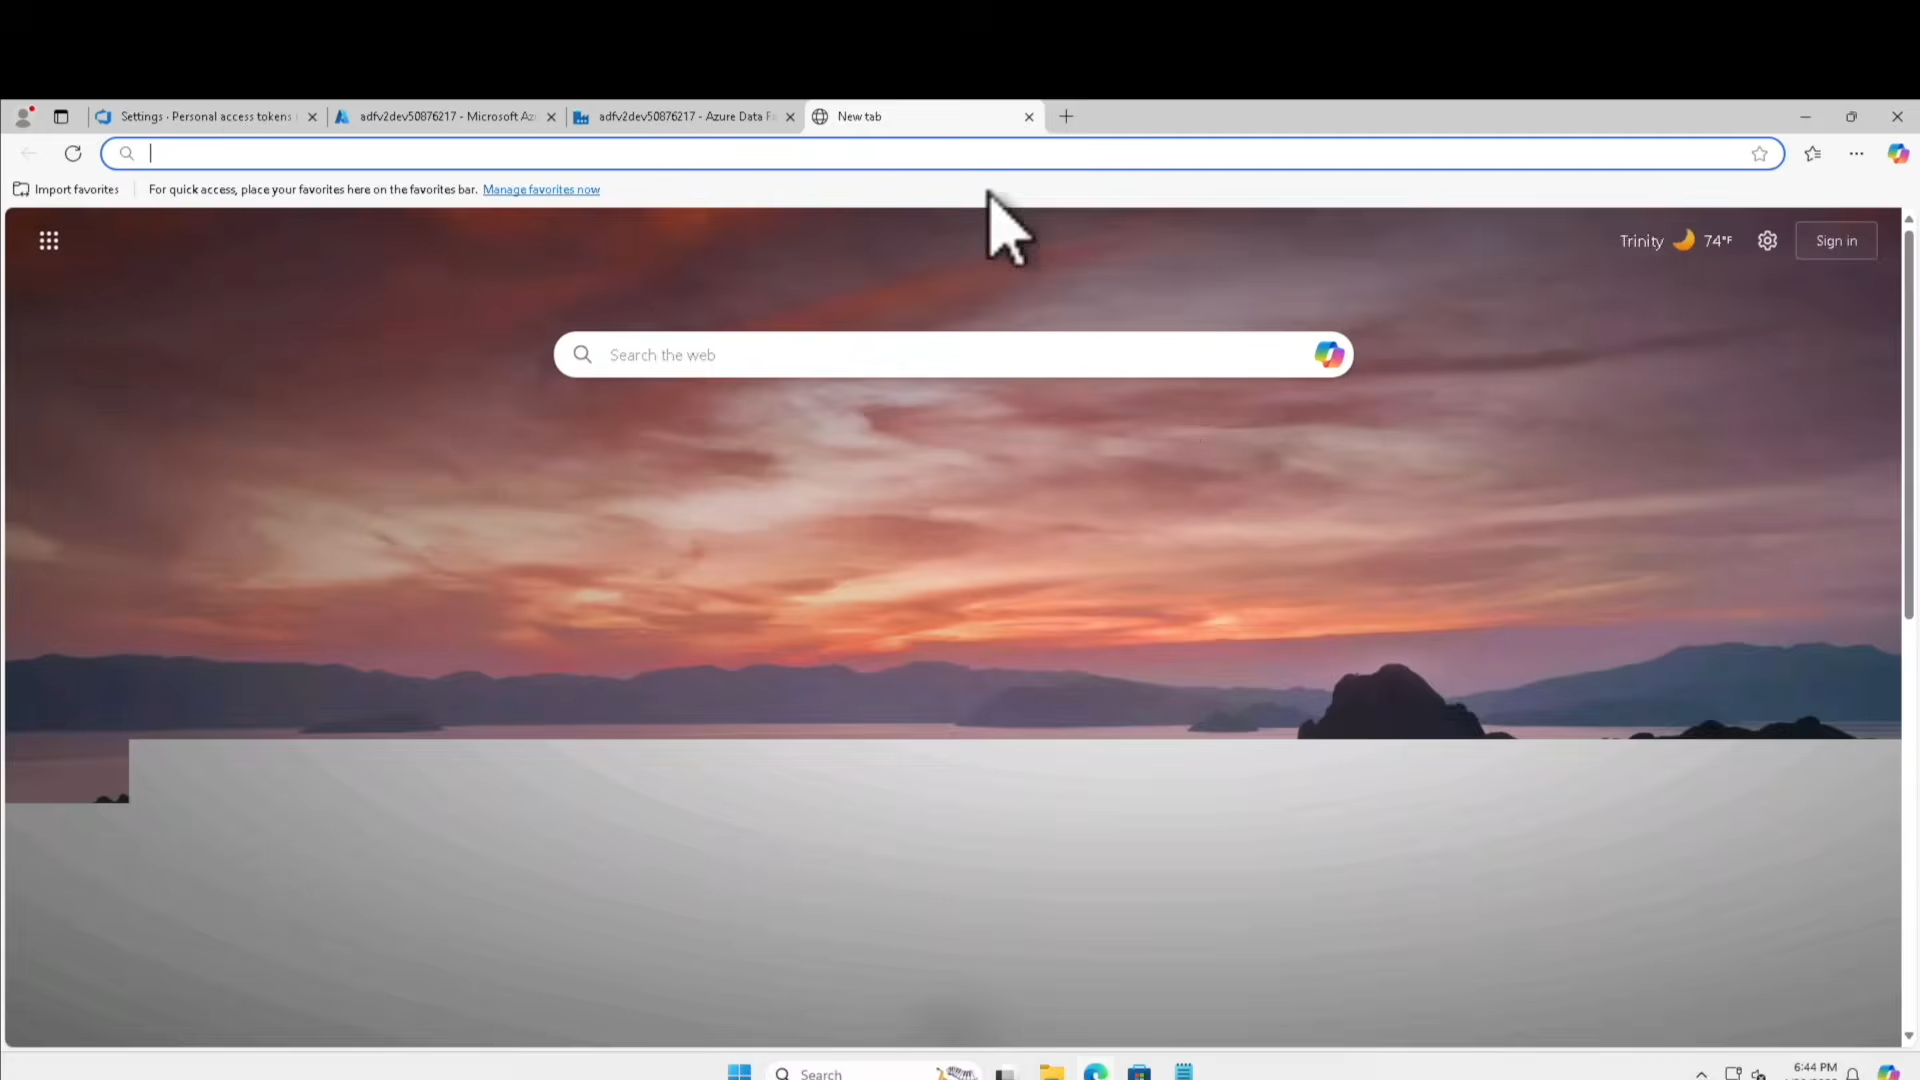 Settings - Personal access tokens
adfv2dev50876217 - Microsoft Az
adfv2dev50876217 - Azure Data F
New tab
Import favorites
For quick access, place your favorites here on the favorites bar. Manage favorites now
Trinity 74°F
Sign in
Search the web
Search
6:44 PM